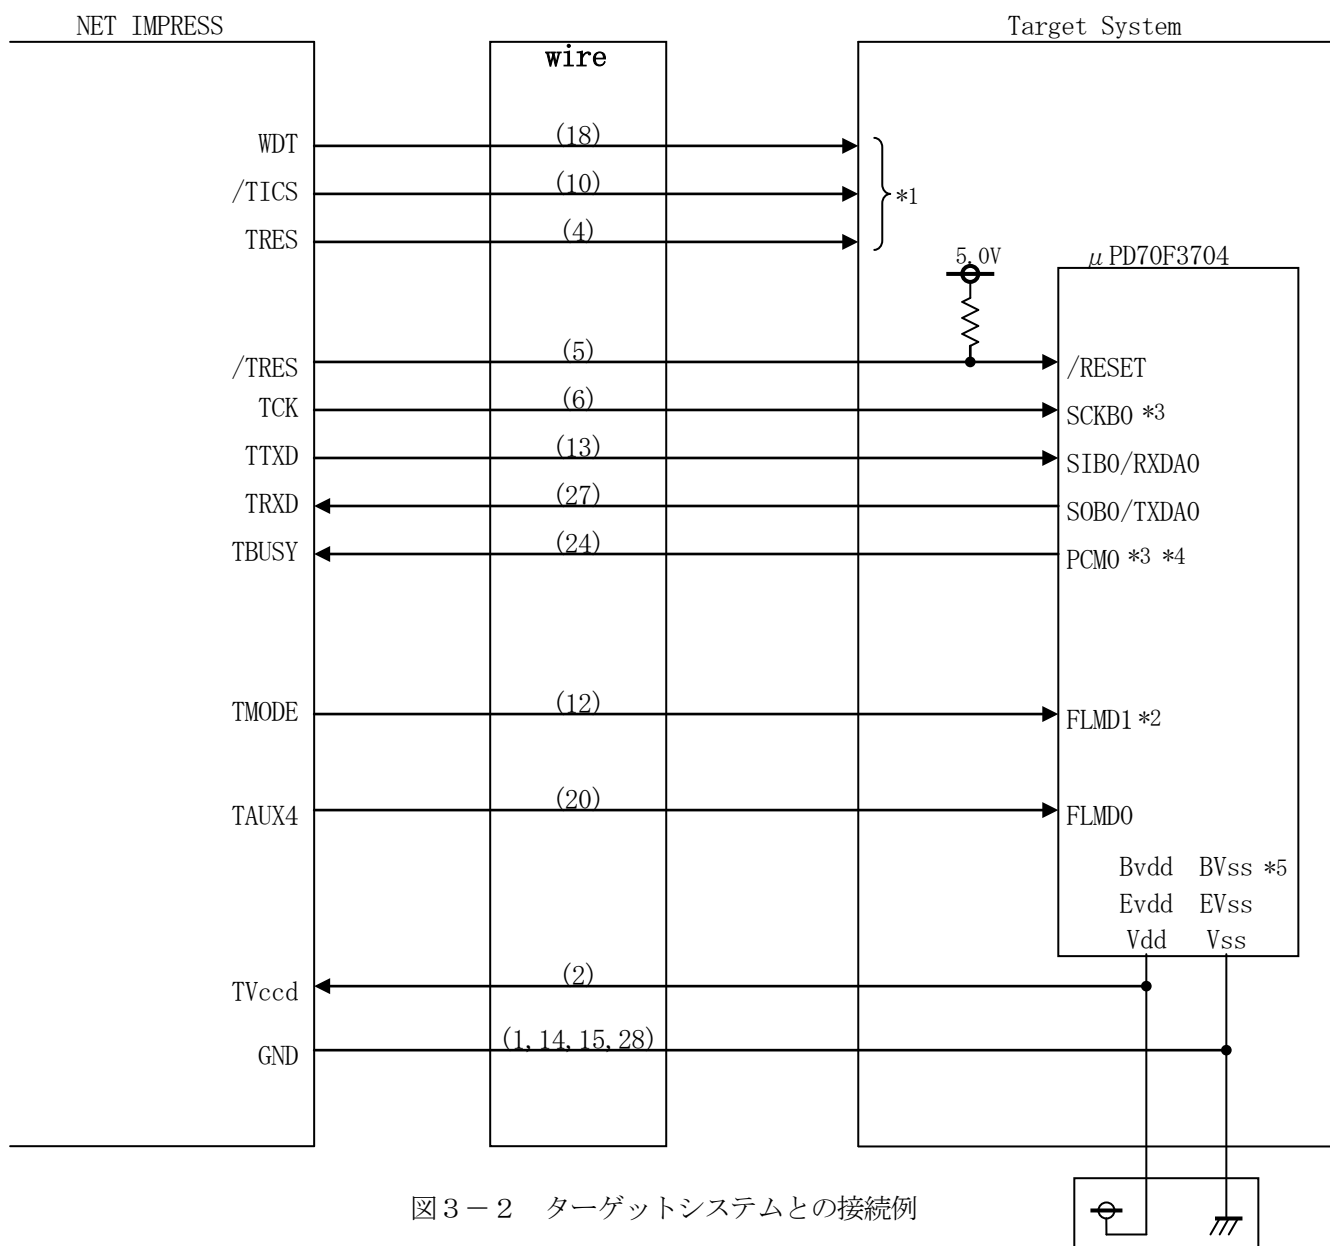 NET IMPRESS
wire
Target System
WDT (18)
/TICS (10) *1
TRES (4)
5.0V μPD70F3704
/TRES (5) /RESET
TCK (6) SCKB0 *3
TTXD (13) SIB0/RXDA0
TRXD (27) SOB0/TXDA0
TBUSY (24) PCM0 *3 *4
TMODE (12) FLMD1 *2
TAUX4 (20) FLMD0
Bvdd BVss *5
Evdd EVss
Vdd Vss
TVccd (2)
GND (1,14,15,28)
図3-2 ターゲットシステムとの接続例